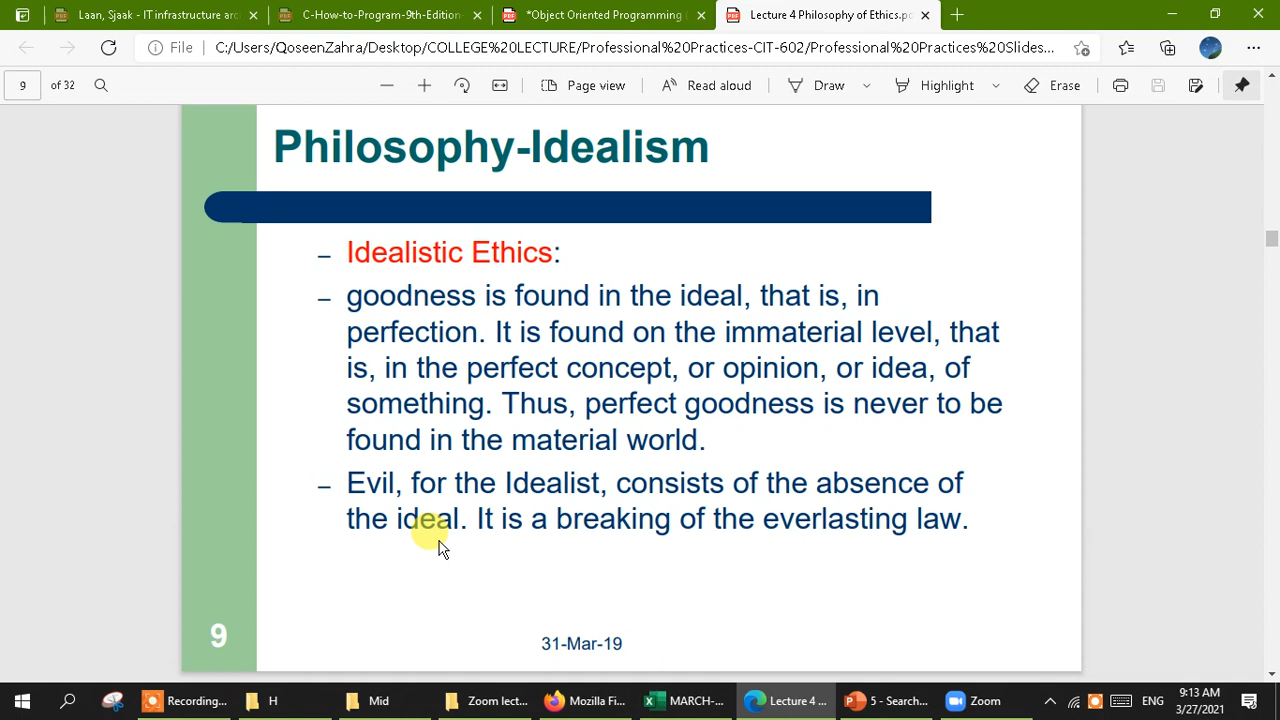 Laan, Sjaak - IT infrastructure arc
C-How-to-Program-9th-Edition-
*Object Oriented Programming (
Lecture 4 Philosophy of Ethics.pd
File
C:/Users/QoseenZahra/Desktop/COLLEGE%20LECTURE/Professional%20Practices-CIT-602/Professional%20Practices%20Slides...
9 of 32
Page view
Read aloud
Draw
Highlight
Erase
Philosophy-Idealism
– Idealistic Ethics:
– goodness is found in the ideal, that is, in
perfection. It is found on the immaterial level, that
is, in the perfect concept, or opinion, or idea, of
something. Thus, perfect goodness is never to be
found in the material world.
– Evil, for the Idealist, consists of the absence of
the ideal. It is a breaking of the everlasting law.
9
31-Mar-19
Recording...
H
Mid
Zoom lect...
Mozilla Fi...
MARCH-...
Lecture 4 ...
5 - Search...
Zoom
ENG
9:13 AM
3/27/2021